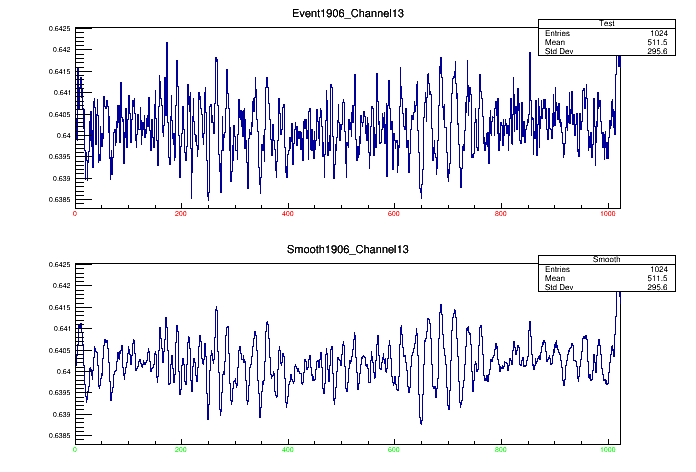 Event1906_Channel13
Test
Entries 1024
Mean 511.5
Std Dev 295.6
0.6425
0.642
0.6415
0.641
0.6405
0.64
0.6395
0.639
0.6385
0 200 400 600 800 1000
Smooth1906_Channel13
Smooth
Entries 1024
Mean 511.5
Std Dev 295.6
0.6425
0.642
0.6415
0.641
0.6405
0.64
0.6395
0.639
0.6385
0 200 400 600 800 1000